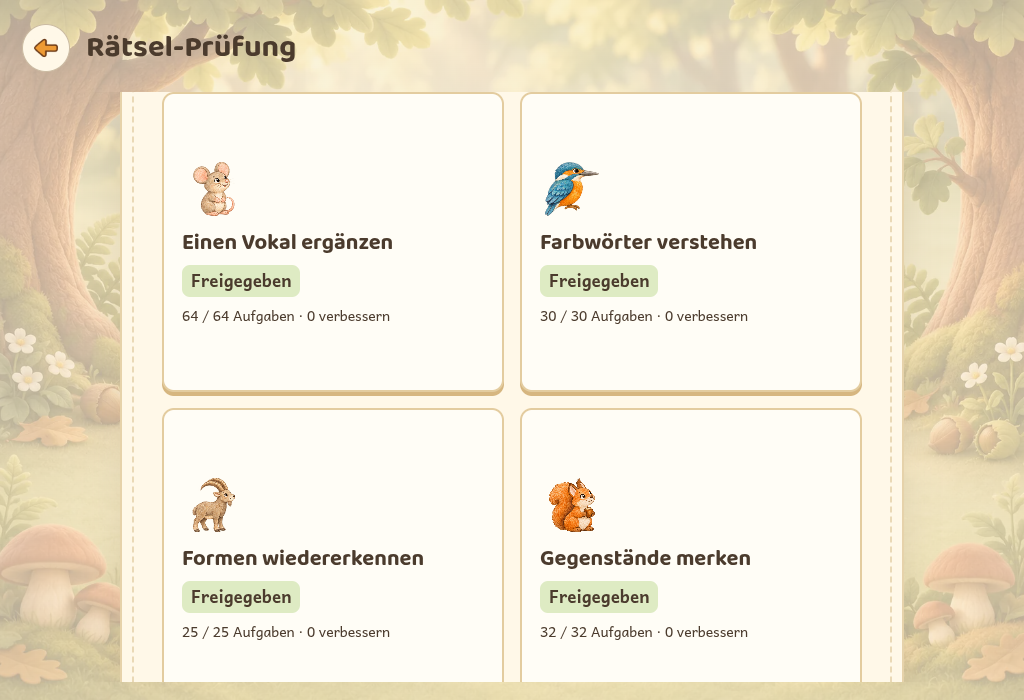 Rätsel-Prüfung
Einen Vokal ergänzen
Freigegeben
64 / 64 Aufgaben · 0 verbessern
Farbwörter verstehen
Freigegeben
30 / 30 Aufgaben · 0 verbessern
Formen wiedererkennen
Freigegeben
25 / 25 Aufgaben · 0 verbessern
Gegenstände merken
Freigegeben
32 / 32 Aufgaben · 0 verbessern